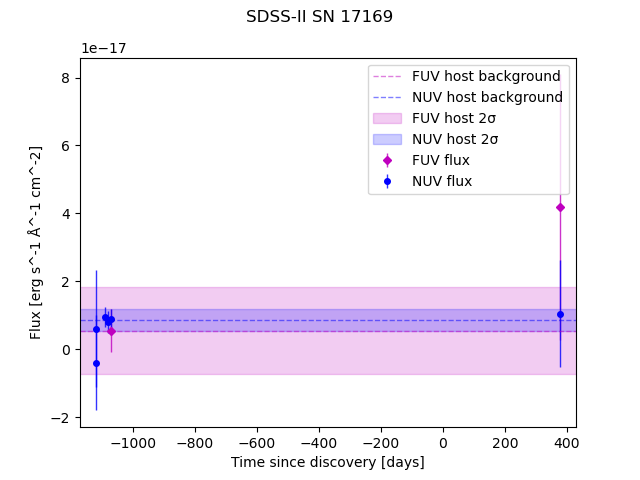 SDSS-II SN 17169
1e−17
FUV host background
NUV host background
FUV host 2σ
NUV host 2σ
FUV flux
NUV flux
8
6
4
2
0
−2
Flux [erg s^-1 Å^-1 cm^-2]
−1000 −800 −600 −400 −200 0 200 400
Time since discovery [days]